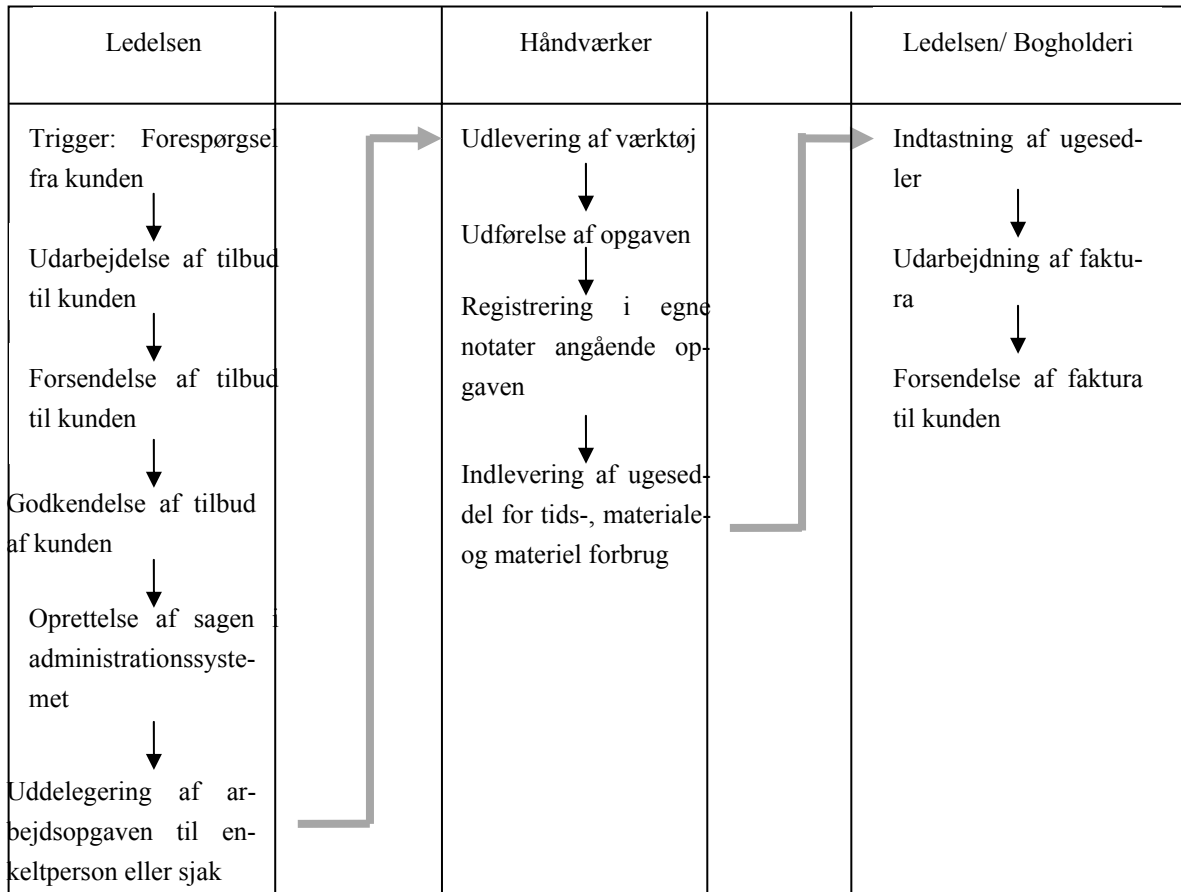 Ledelsen
Håndværker
Ledelsen/ Bogholderi
Trigger: Forespørgsel
fra kunden
Udarbejdelse af tilbud
til kunden
Forsendelse af tilbud
til kunden
Godkendelse af tilbud
af kunden
Oprettelse af sagen i
administrationssyste-
met
Uddelegering af ar-
bejdsopgaven til en-
keltperson eller sjak
Udlevering af værktøj
Udførelse af opgaven
Registrering i egne
notater angående op-
gaven
Indlevering af ugesed-
del for tids-, materiale-
og materiel forbrug
Indtastning af ugesed-
ler
Udarbejdning af faktu-
ra
Forsendelse af faktura
til kunden